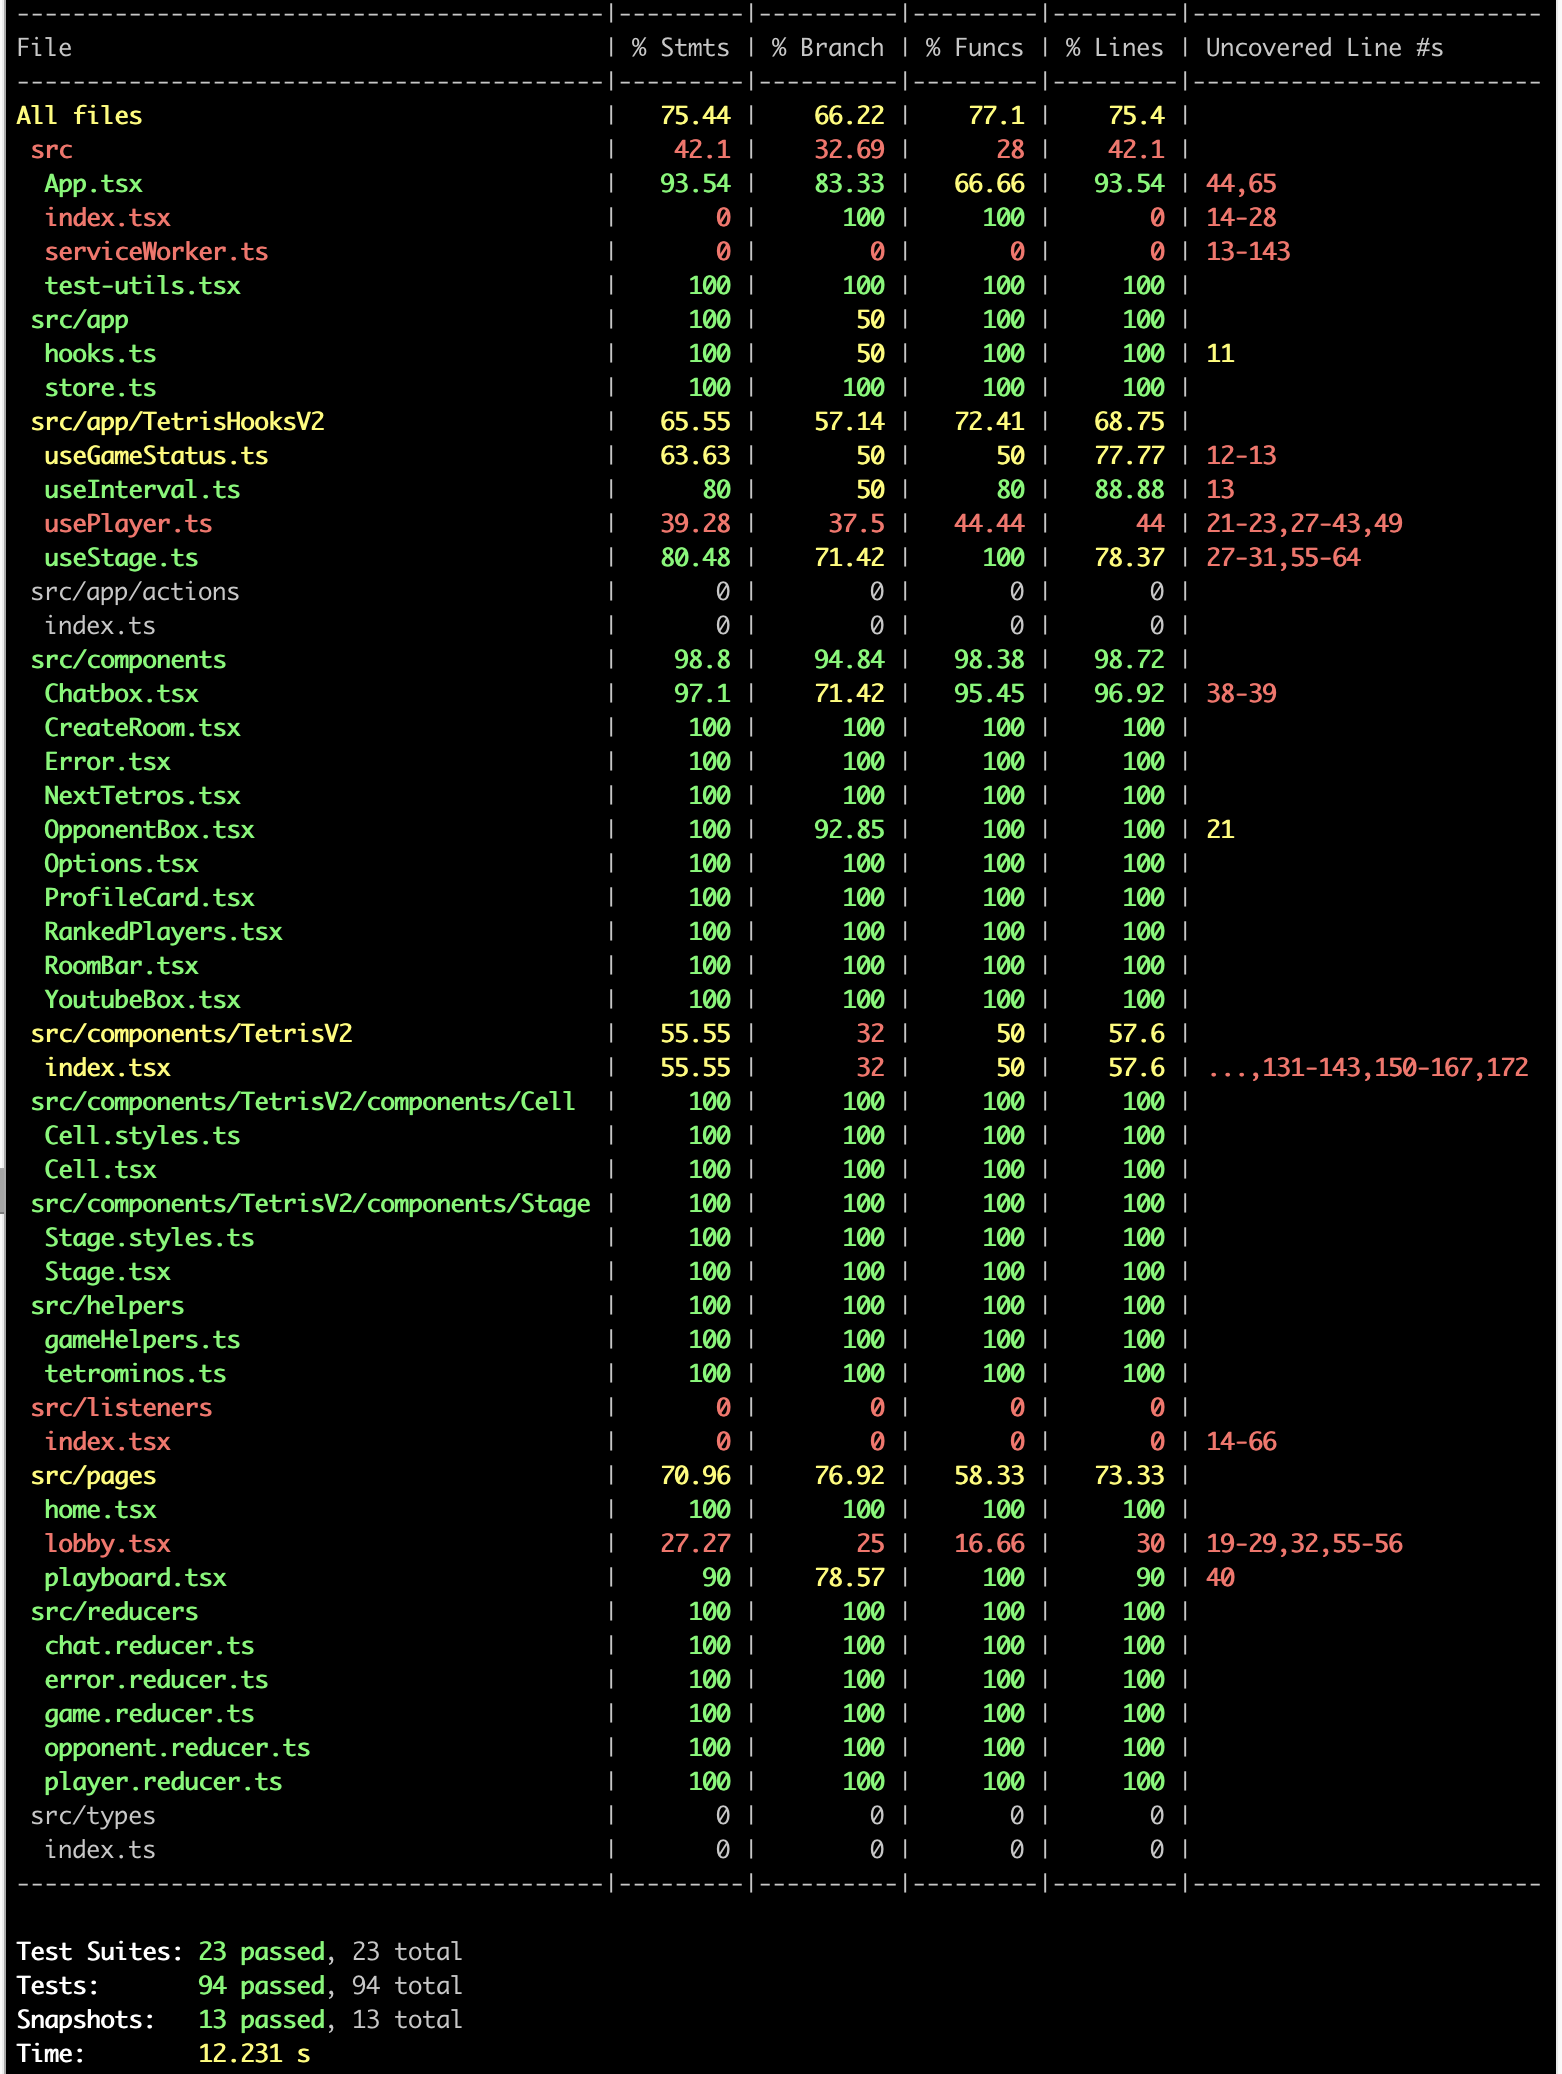 -------------------------------------------|---------|----------|---------|---------|-------------------------
File                                       | % Stmts | % Branch | % Funcs | % Lines | Uncovered Line #s
-------------------------------------------|---------|----------|---------|---------|-------------------------
All files                                  |   75.44 |    66.22 |    77.1 |    75.4 |
 src                                       |    42.1 |    32.69 |      28 |    42.1 |
  App.tsx                                  |   93.54 |    83.33 |   66.66 |   93.54 | 44,65
  index.tsx                                |       0 |      100 |     100 |       0 | 14-28
  serviceWorker.ts                         |       0 |        0 |       0 |       0 | 13-143
  test-utils.tsx                           |     100 |      100 |     100 |     100 |
 src/app                                   |     100 |       50 |     100 |     100 |
  hooks.ts                                 |     100 |       50 |     100 |     100 | 11
  store.ts                                 |     100 |      100 |     100 |     100 |
 src/app/TetrisHooksV2                     |   65.55 |    57.14 |   72.41 |   68.75 |
  useGameStatus.ts                         |   63.63 |       50 |      50 |   77.77 | 12-13
  useInterval.ts                           |      80 |       50 |      80 |   88.88 | 13
  usePlayer.ts                             |   39.28 |     37.5 |   44.44 |      44 | 21-23,27-43,49
  useStage.ts                              |   80.48 |    71.42 |     100 |   78.37 | 27-31,55-64
 src/app/actions                           |       0 |        0 |       0 |       0 |
  index.ts                                 |       0 |        0 |       0 |       0 |
 src/components                            |    98.8 |    94.84 |   98.38 |   98.72 |
  Chatbox.tsx                              |    97.1 |    71.42 |   95.45 |   96.92 | 38-39
  CreateRoom.tsx                           |     100 |      100 |     100 |     100 |
  Error.tsx                                |     100 |      100 |     100 |     100 |
  NextTetros.tsx                           |     100 |      100 |     100 |     100 |
  OpponentBox.tsx                          |     100 |    92.85 |     100 |     100 | 21
  Options.tsx                              |     100 |      100 |     100 |     100 |
  ProfileCard.tsx                          |     100 |      100 |     100 |     100 |
  RankedPlayers.tsx                        |     100 |      100 |     100 |     100 |
  RoomBar.tsx                              |     100 |      100 |     100 |     100 |
  YoutubeBox.tsx                           |     100 |      100 |     100 |     100 |
 src/components/TetrisV2                   |   55.55 |       32 |      50 |    57.6 |
  index.tsx                                |   55.55 |       32 |      50 |    57.6 | ...,131-143,150-167,172
 src/components/TetrisV2/components/Cell   |     100 |      100 |     100 |     100 |
  Cell.styles.ts                           |     100 |      100 |     100 |     100 |
  Cell.tsx                                 |     100 |      100 |     100 |     100 |
 src/components/TetrisV2/components/Stage  |     100 |      100 |     100 |     100 |
  Stage.styles.ts                          |     100 |      100 |     100 |     100 |
  Stage.tsx                                |     100 |      100 |     100 |     100 |
 src/helpers                               |     100 |      100 |     100 |     100 |
  gameHelpers.ts                           |     100 |      100 |     100 |     100 |
  tetrominos.ts                            |     100 |      100 |     100 |     100 |
 src/listeners                             |       0 |        0 |       0 |       0 |
  index.tsx                                |       0 |        0 |       0 |       0 | 14-66
 src/pages                                 |   70.96 |    76.92 |   58.33 |   73.33 |
  home.tsx                                 |     100 |      100 |     100 |     100 |
  lobby.tsx                                |   27.27 |       25 |   16.66 |      30 | 19-29,32,55-56
  playboard.tsx                            |      90 |    78.57 |     100 |      90 | 40
 src/reducers                              |     100 |      100 |     100 |     100 |
  chat.reducer.ts                          |     100 |      100 |     100 |     100 |
  error.reducer.ts                         |     100 |      100 |     100 |     100 |
  game.reducer.ts                          |     100 |      100 |     100 |     100 |
  opponent.reducer.ts                      |     100 |      100 |     100 |     100 |
  player.reducer.ts                        |     100 |      100 |     100 |     100 |
 src/types                                 |       0 |        0 |       0 |       0 |
  index.ts                                 |       0 |        0 |       0 |       0 |
-------------------------------------------|---------|----------|---------|---------|-------------------------
Test Suites: 23 passed, 23 total
Tests:       94 passed, 94 total
Snapshots:   13 passed, 13 total
Time:        12.231 s